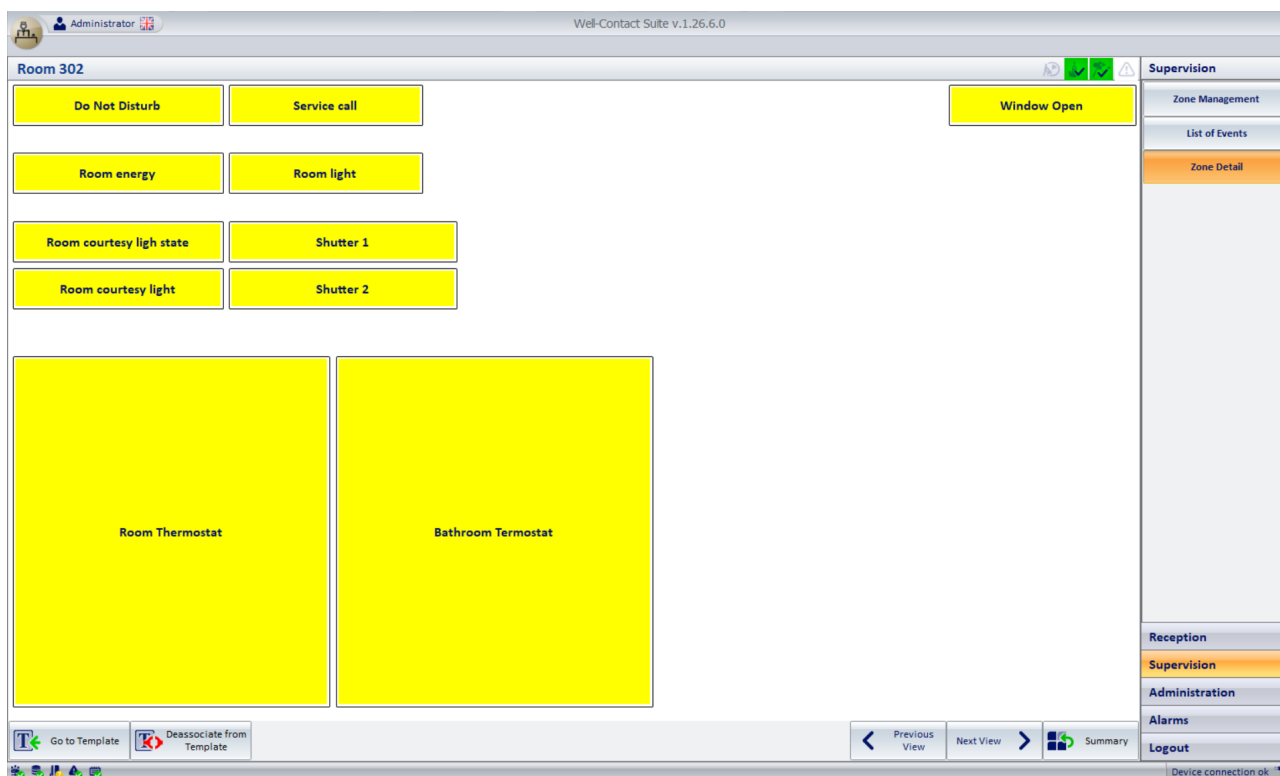 Administrator
Well-Contact Suite v.1.26.6.0
Room 302
Supervision
Do Not Disturb
Service call
Window Open
Zone Management
List of Events
Room energy
Room light
Zone Detail
Room courtesy ligh state
Shutter 1
Room courtesy light
Shutter 2
Room Thermostat
Bathroom Termostat
Reception
Supervision
Administration
Alarms
Logout
T Go to Template
T Deassociate from
Template
Previous
View
Next View
Summary
Device connection ok